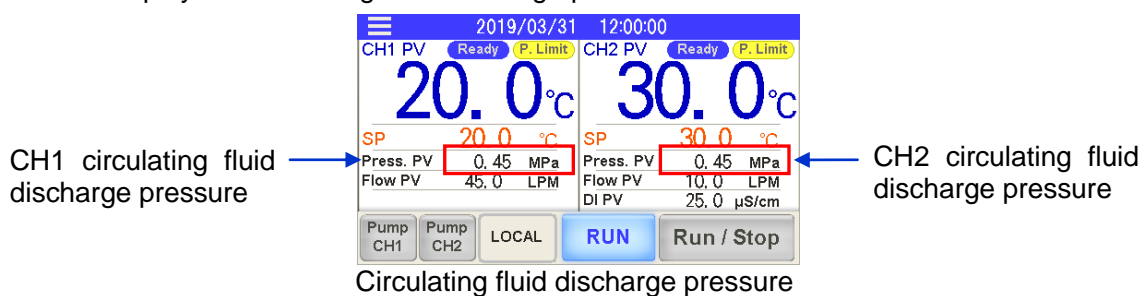 2019/03/31 12:00:00
CH1 PV Ready P. Limit
20.0 °C
SP 20.0 °C
Press. PV 0.45 MPa
Flow PV 45.0 LPM
CH2 PV Ready P. Limit
30.0 °C
SP 30.0 °C
Press. PV 0.45 MPa
Flow PV 10.0 LPM
DI PV 25.0 µS/cm
Pump CH1
Pump CH2
LOCAL
RUN
Run / Stop
CH1 circulating fluid
discharge pressure
CH2 circulating fluid
discharge pressure
Circulating fluid discharge pressure